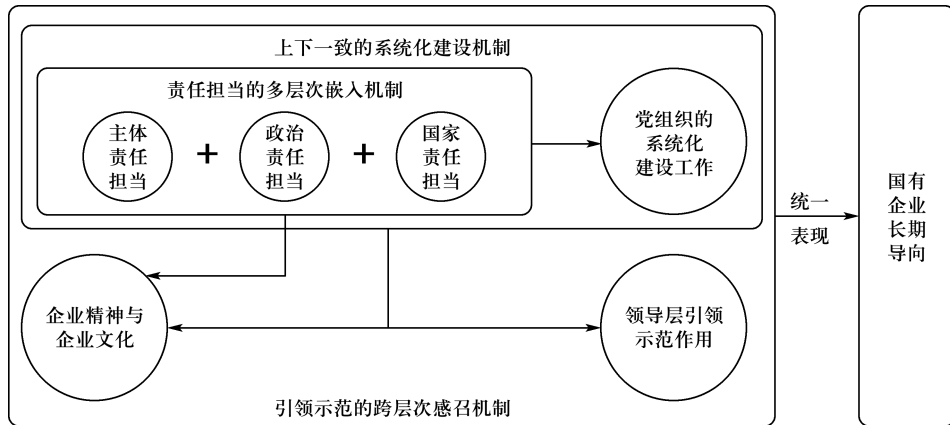 上下一致的系统化建设机制
责任担当的多层次嵌入机制
主体
责任
担当
+
政治
责任
担当
+
国家
责任
担当
党组织的
系统化
建设工作
统一
表现
国有
企业
长期
导向
企业精神与
企业文化
领导层引领
示范作用
引领示范的跨层次感召机制